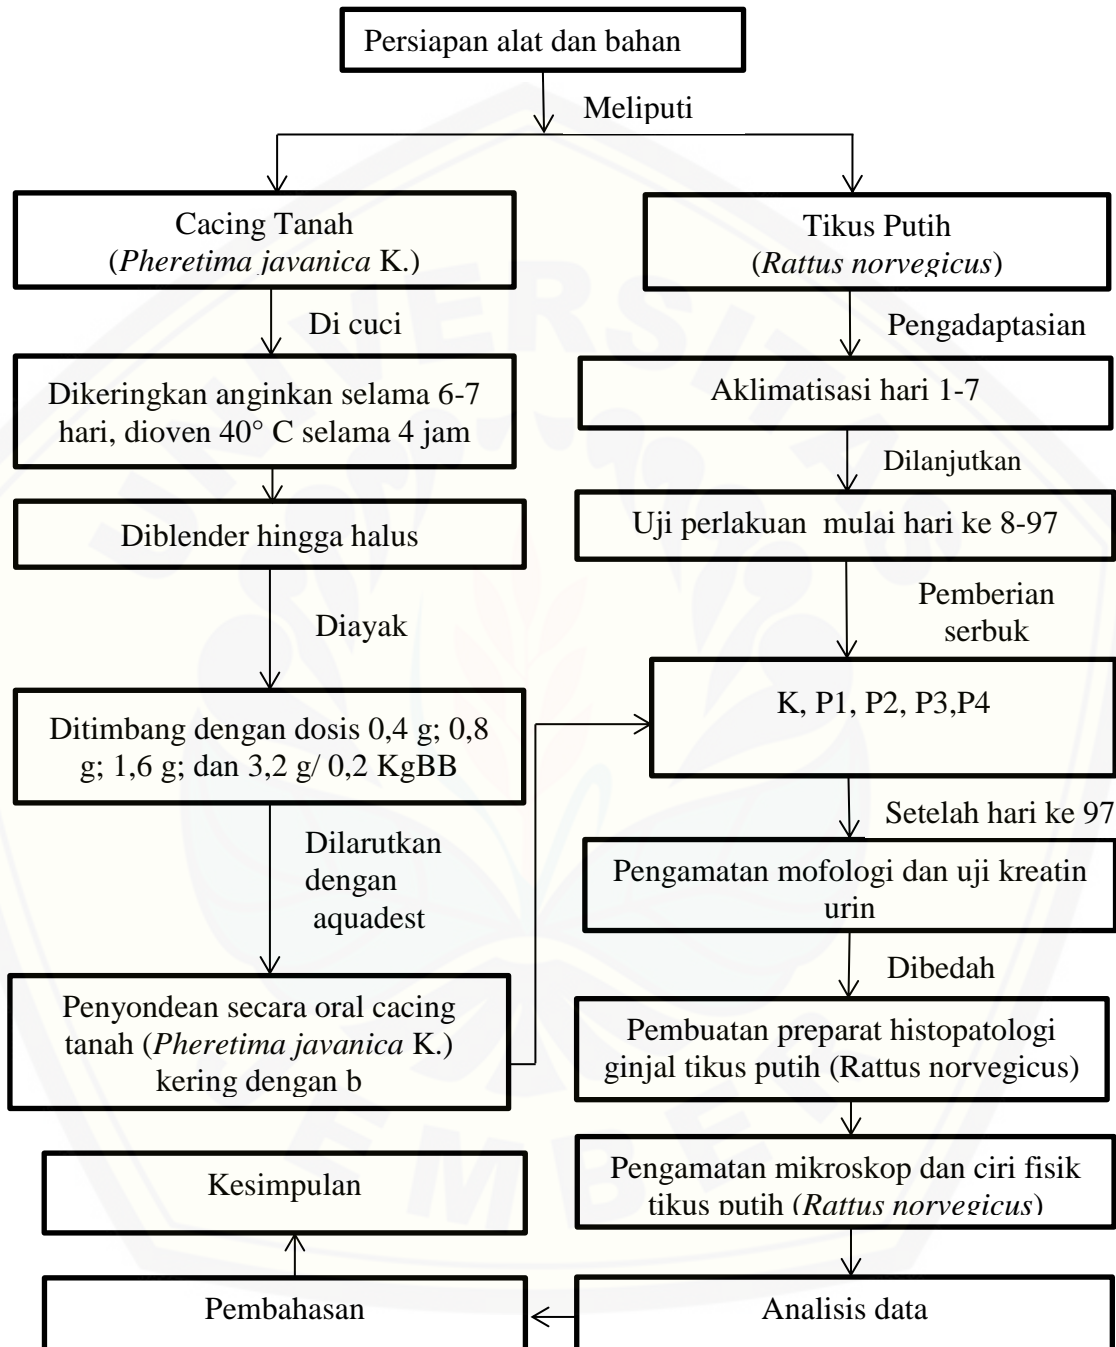 Persiapan alat dan bahan
Meliputi
Cacing Tanah
(Pheretima javanica K.)
Di cuci
Dikeringkan anginkan selama 6-7
hari, dioven 40° C selama 4 jam
Diblender hingga halus
Diayak
Ditimbang dengan dosis 0,4 g; 0,8
g; 1,6 g; dan 3,2 g/ 0,2 KgBB
Dilarutkan
dengan
aquadest
Penyondean secara oral cacing
tanah (Pheretima javanica K.)
kering dengan b
Tikus Putih
(Rattus norvegicus)
Pengadaptasian
Aklimatisasi hari 1-7
Dilanjutkan
Uji perlakuan mulai hari ke 8-97
Pemberian
serbuk
K, P1, P2, P3,P4
Setelah hari ke 97
Pengamatan mofologi dan uji kreatin
urin
Dibedah
Pembuatan preparat histopatologi
ginjal tikus putih (Rattus norvegicus)
Pengamatan mikroskop dan ciri fisik
tikus putih (Rattus norvegicus)
Analisis data
Pembahasan
Kesimpulan
UNIVERSITAS
JEMBER